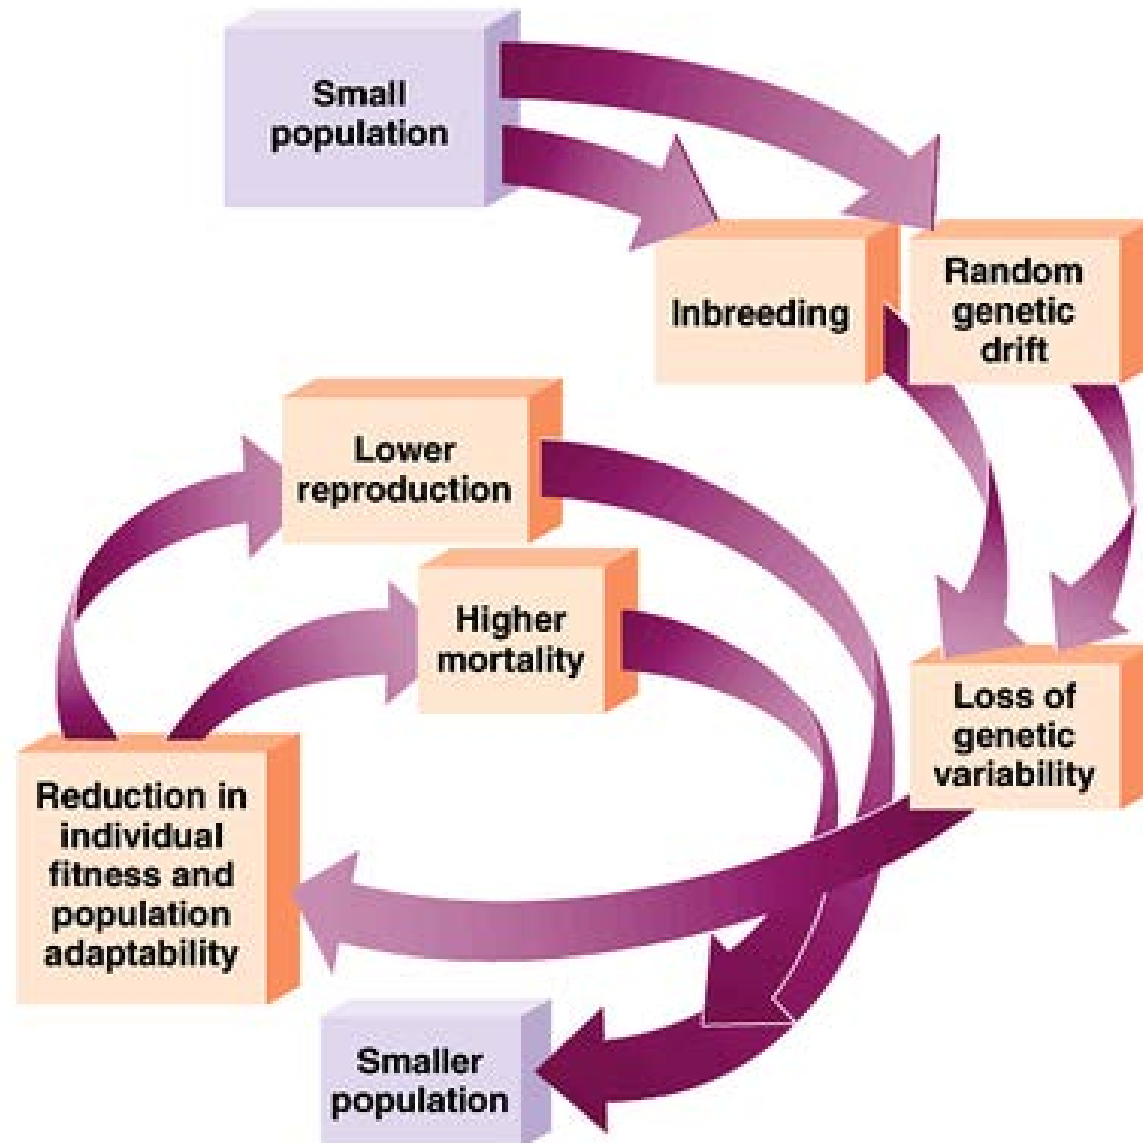 Small
population
Inbreeding
Random
genetic
drift
Lower
reproduction
Higher
mortality
Loss of
genetic
variability
Reduction in
individual
fitness and
population
adaptability
Smaller
population